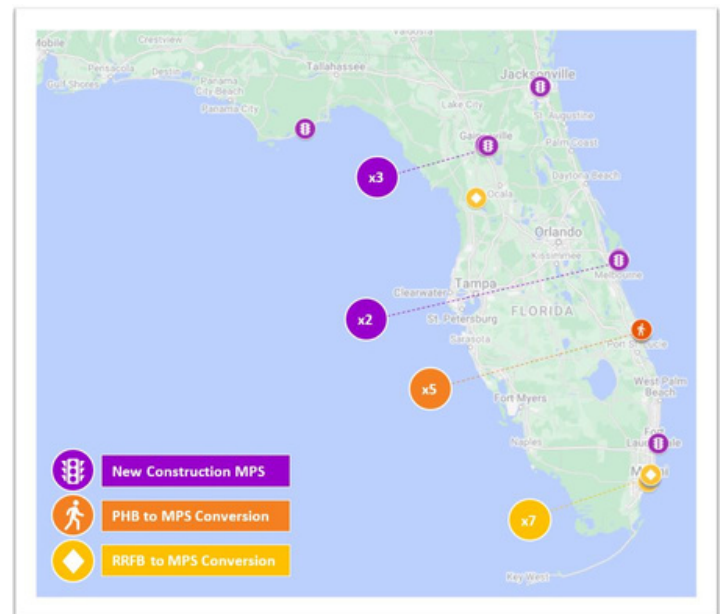 Mobile
Crestview
Valdosta
Pensacola
Destin
Tallahassee
Gulf Shores
Panama
City Beach
Panama City
Jacksonville
Lake City
St. Augustine
Palm Coast
x3
Ocala
Daytona Beach
Orlando
Kissimmee
Melbourne
Clearwater
Tampa
St. Petersburg
FLORIDA
x2
Sarasota
Port St. Lucie
x5
West Palm
Beach
Fort Myers
Fort
Lauderdale
Naples
New Construction MPS
PHB to MPS Conversion
x7
RRFB to MPS Conversion
Key West